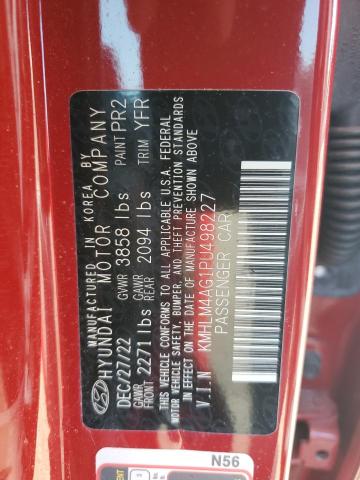 MANUFACTURED IN KOREA BY
HYUNDAI MOTOR COMPANY
DEC/27/22 GVWR 3858 lbs PAINT PR2
GAWR FRONT 2271 lbs GAWR REAR 2094 lbs TRIM YFR
THIS VEHICLE CONFORMS TO ALL APPLICABLE U.S.A. FEDERAL
MOTOR VEHICLE SAFETY, BUMPER, AND THEFT PREVENTION STANDARDS
IN EFFECT ON THE DATE OF MANUFACTURE SHOWN ABOVE
V.I.N KMHLM4AG1PU498227
PASSENGER CAR
N56